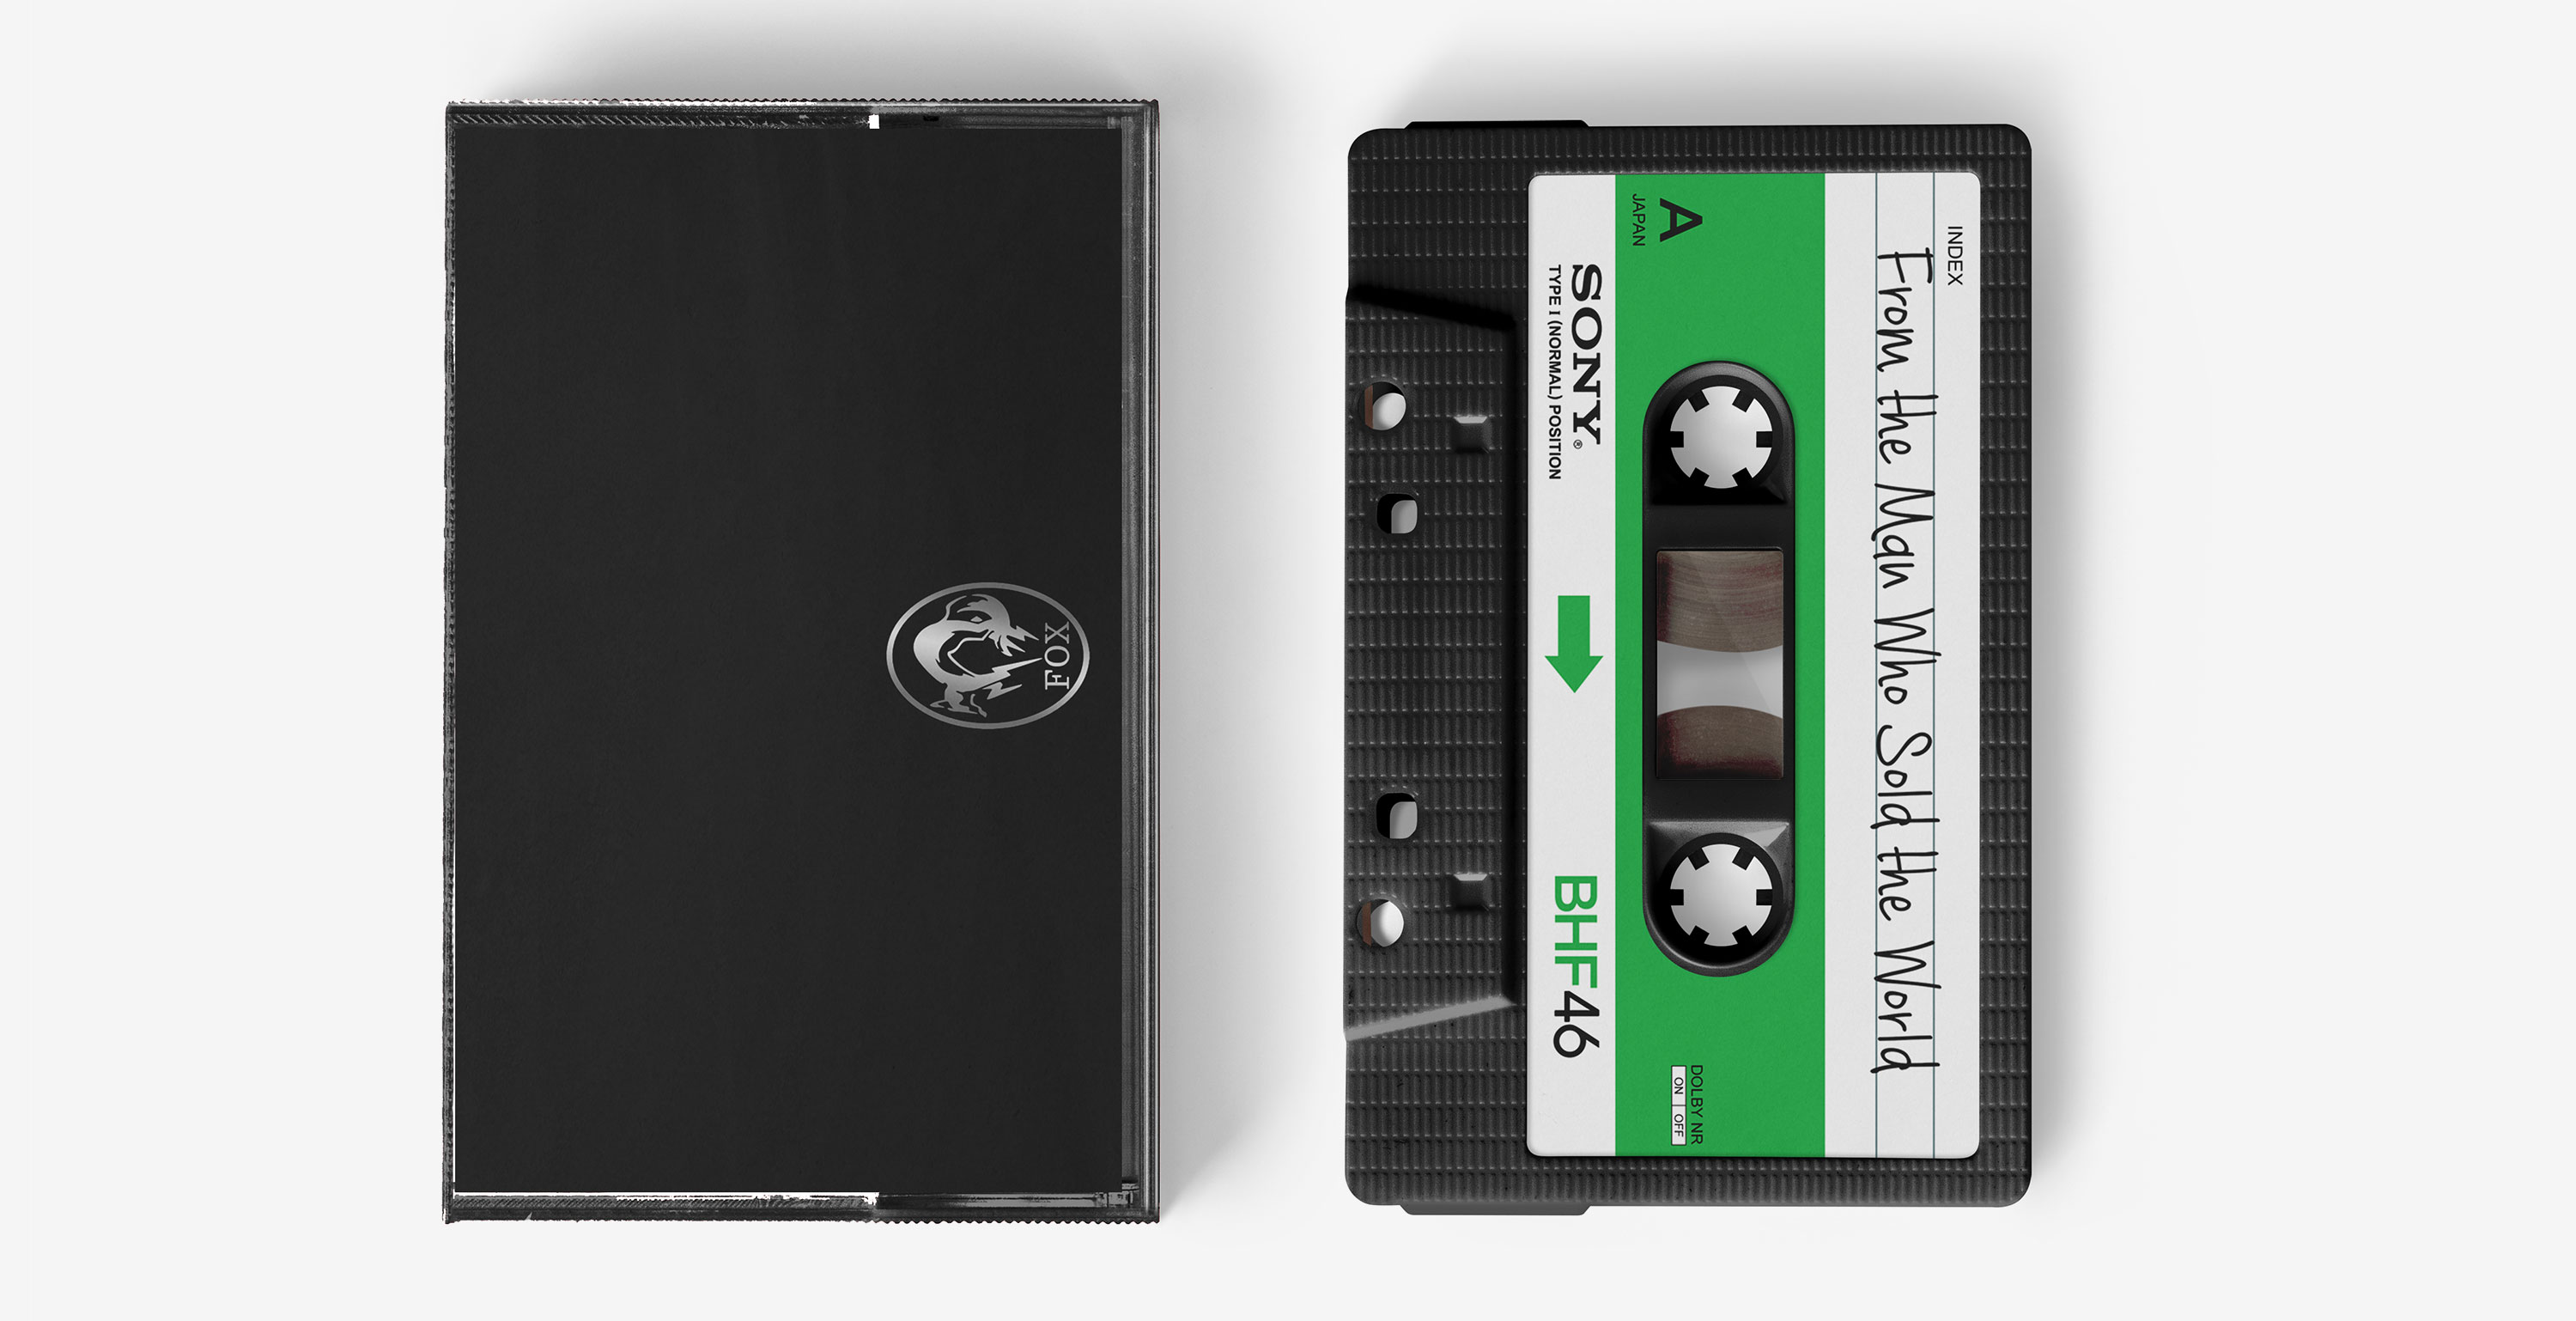 FOX
INDEX
From the Man Who Sold the World
A
JAPAN
DOLBY NR
ON OFF
SONY®
TYPE I (NORMAL) POSITION
BHF46